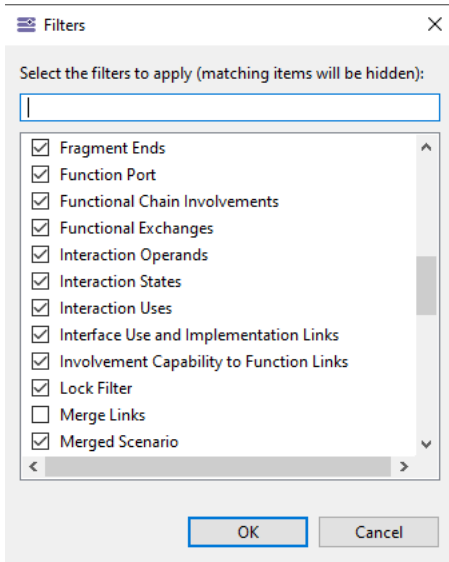 Filters
Select the filters to apply (matching items will be hidden):
Fragment Ends
Function Port
Functional Chain Involvements
Functional Exchanges
Interaction Operands
Interaction States
Interaction Uses
Interface Use and Implementation Links
Involvement Capability to Function Links
Lock Filter
Merge Links
Merged Scenario
OK Cancel